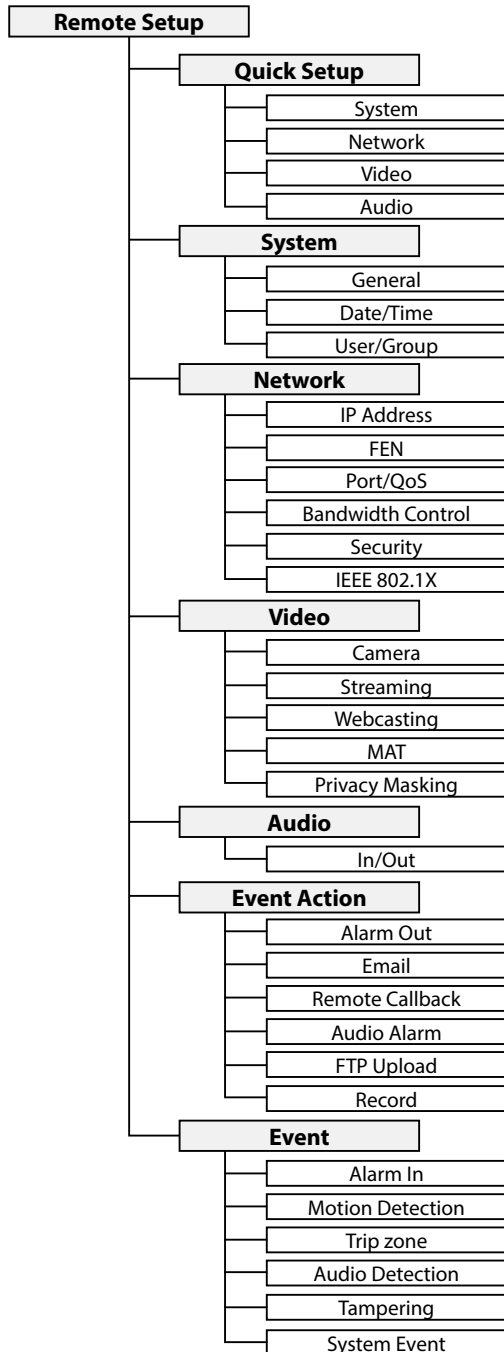 Remote Setup
Quick Setup
System
Network
Video
Audio
System
General
Date/Time
User/Group
Network
IP Address
FEN
Port/QoS
Bandwidth Control
Security
IEEE 802.1X
Video
Camera
Streaming
Webcasting
MAT
Privacy Masking
Audio
In/Out
Event Action
Alarm Out
Email
Remote Callback
Audio Alarm
FTP Upload
Record
Event
Alarm In
Motion Detection
Trip zone
Audio Detection
Tampering
System Event